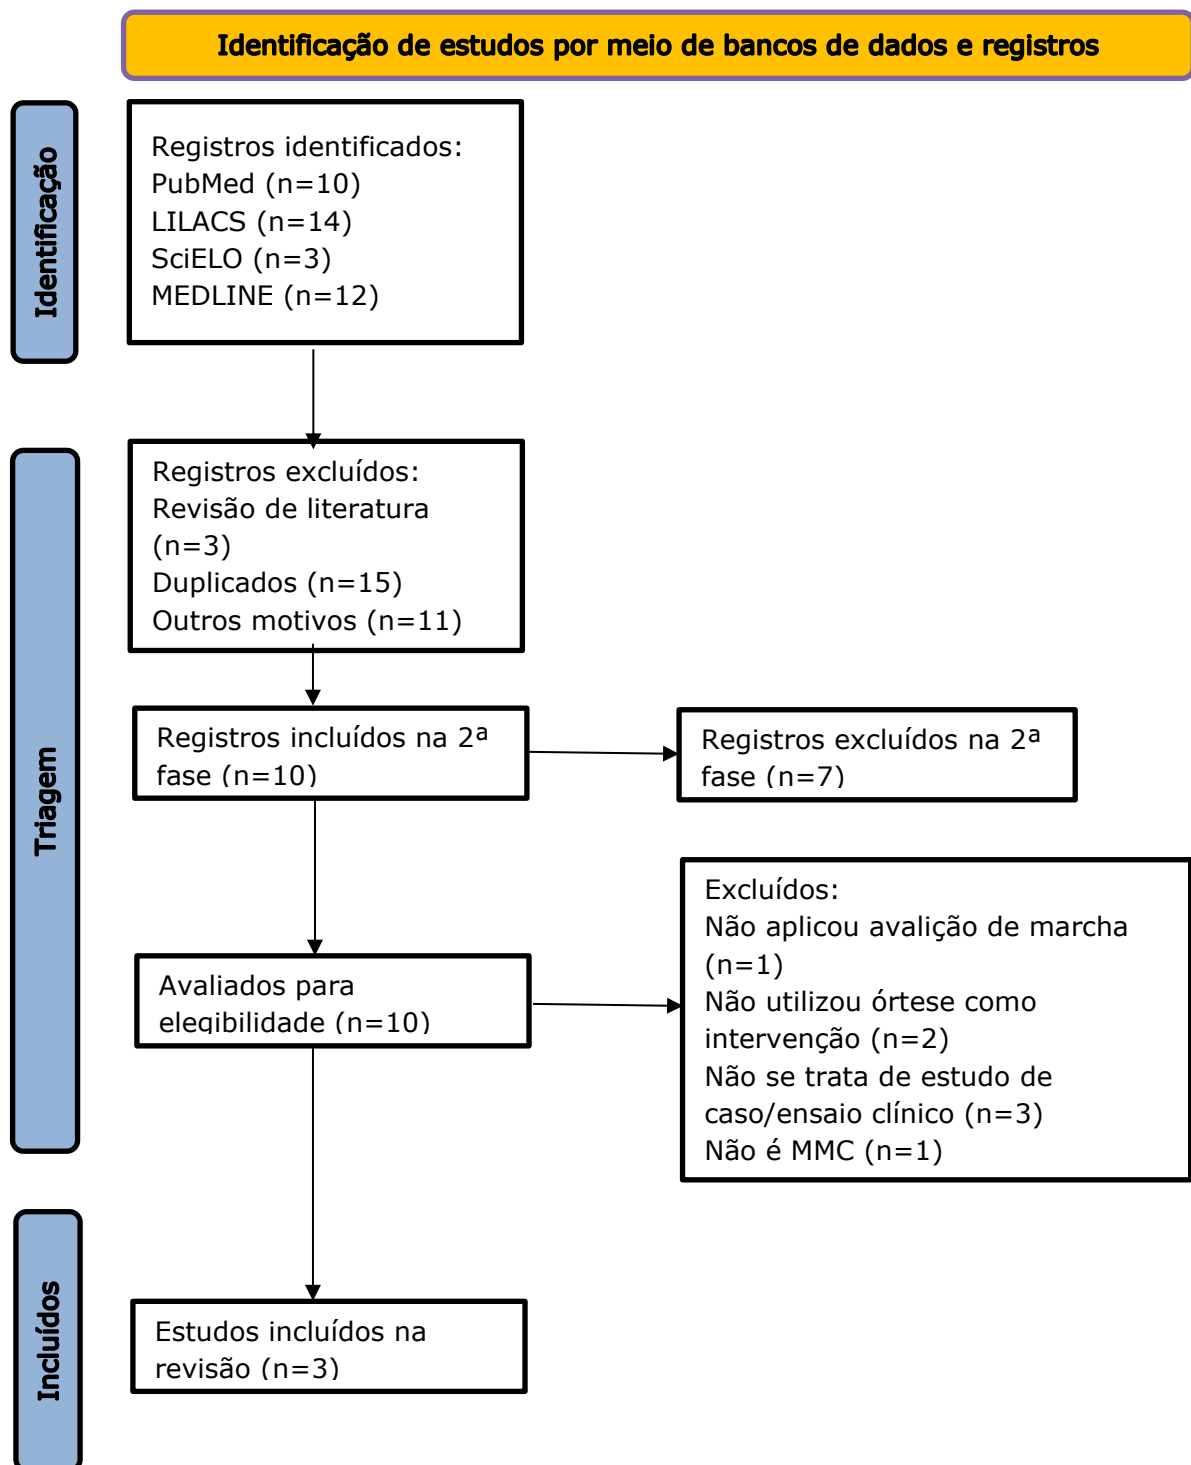 Identificação de estudos por meio de bancos de dados e registros
Identificação
Registros identificados:
PubMed (n=10)
LILACS (n=14)
SciELO (n=3)
MEDLINE (n=12)
Triagem
Registros excluídos:
Revisão de literatura
(n=3)
Duplicados (n=15)
Outros motivos (n=11)
Registros incluídos na 2ª
fase (n=10)
Registros excluídos na 2ª
fase (n=7)
Avaliados para
elegibilidade (n=10)
Excluídos:
Não aplicou avalição de marcha
(n=1)
Não utilizou órtese como
intervenção (n=2)
Não se trata de estudo de
caso/ensaio clínico (n=3)
Não é MMC (n=1)
Incluídos
Estudos incluídos na
revisão (n=3)